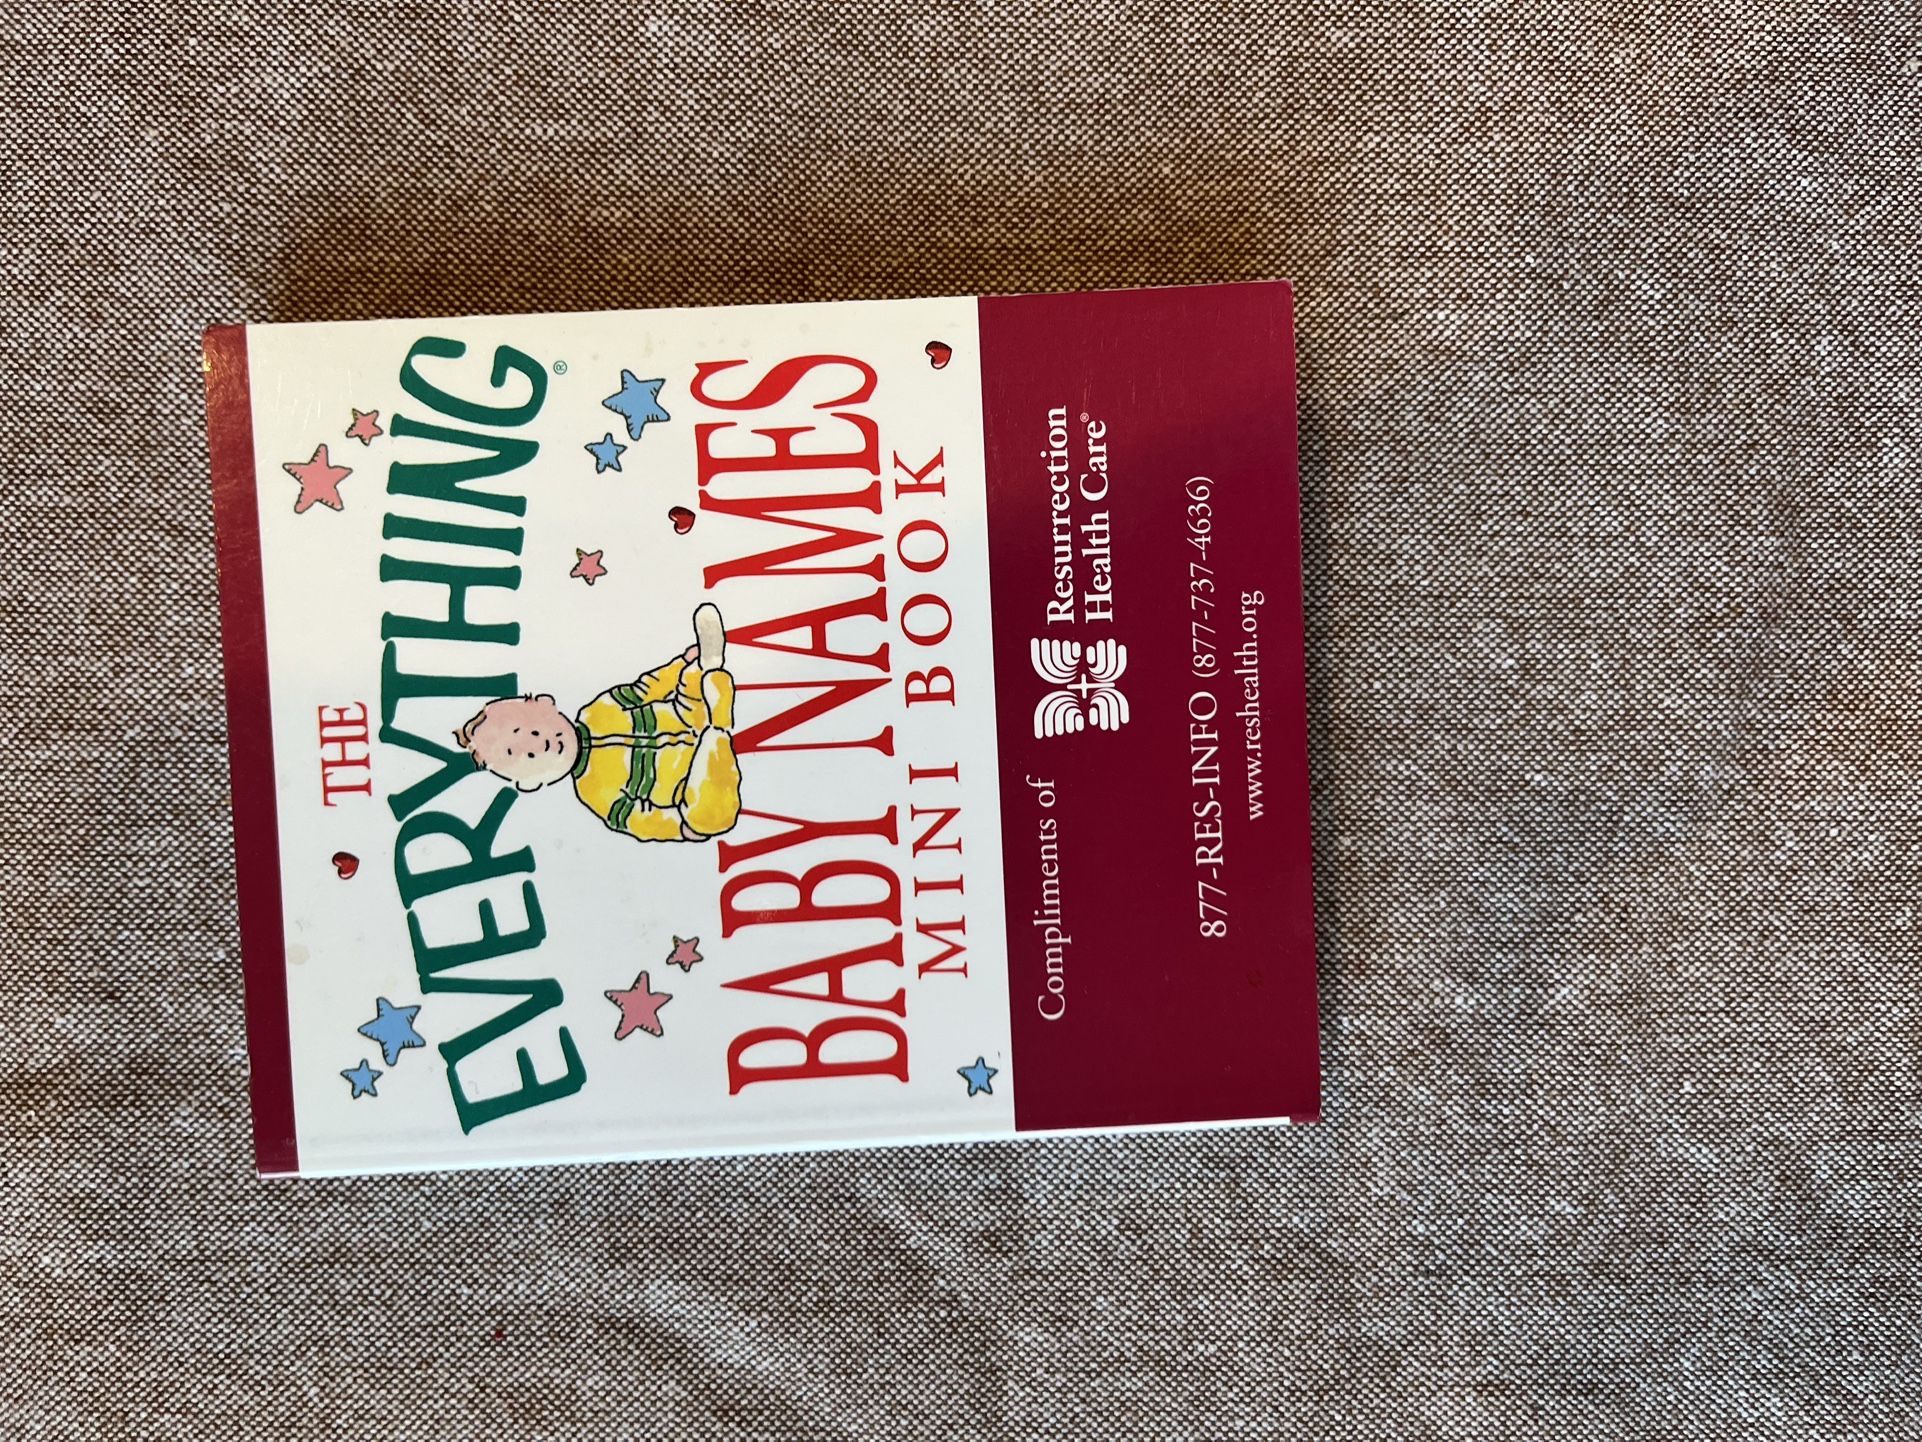 THE
EVERYTHING®
BABY NAMES
MINI BOOK
Compliments of
Resurrection
Health Care®
877-RES-INFO (877-737-4636)
www.reshealth.org